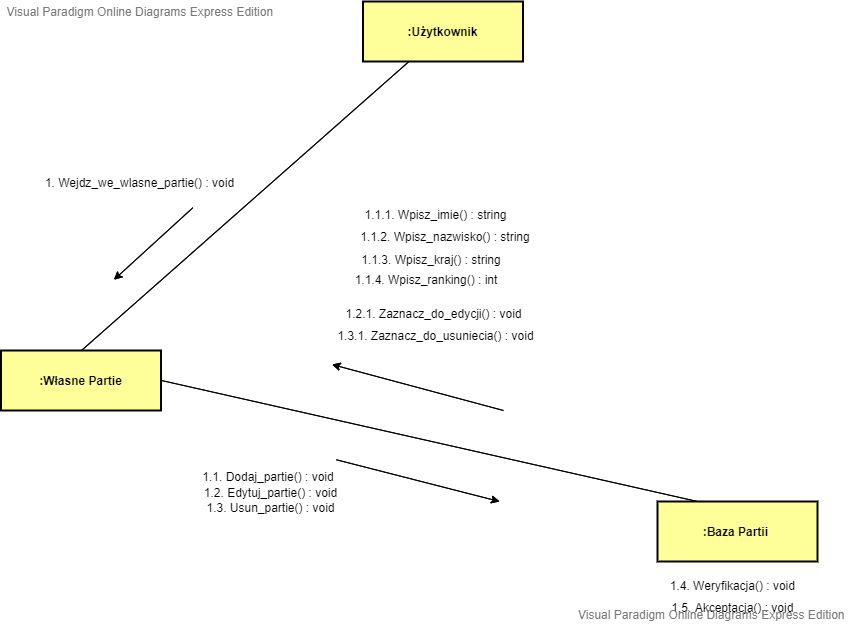 Visual Paradigm Online Diagrams Express Edition
:Użytkownik
1. Wejdz_we_wlasne_partie() : void
1.1.1. Wpisz_imie() : string
1.1.2. Wpisz_nazwisko() : string
1.1.3. Wpisz_kraj() : string
1.1.4. Wpisz_ranking() : int
1.2.1. Zaznacz_do_edycji() : void
1.3.1. Zaznacz_do_usuniecia() : void
:Własne Partie
1.1. Dodaj_partie() : void
1.2. Edytuj_partie() : void
1.3. Usun_partie() : void
:Baza Partii
1.4. Weryfikacja() : void
1.5. Akceptacja() : void
Visual Paradigm Online Diagrams Express Edition